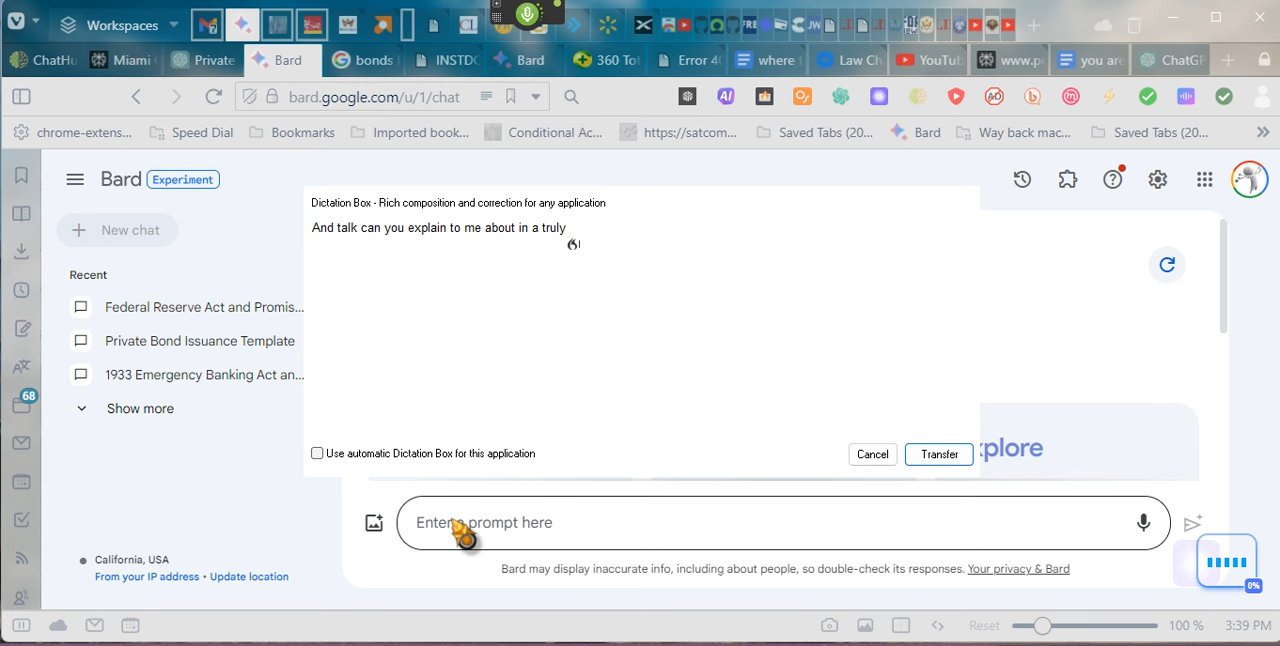 Workspaces
ChatHu
Miami
Private
Bard
bonds
INSTDC
Bard
360 Tot
Error 40
where t
Law Ch
YouTub
www.p
you are
ChatGP
bard.google.com/u/1/chat
chrome-extens...
Speed Dial
Bookmarks
Imported book...
Conditional Ac...
https://satcom...
Saved Tabs (20...
Bard
Way back mac...
Saved Tabs (20...
Bard Experiment
Dictation Box - Rich composition and correction for any application
And talk can you explain to me about in a truly
New chat
Recent
Federal Reserve Act and Promis...
Private Bond Issuance Template
1933 Emergency Banking Act an...
68
Show more
Use automatic Dictation Box for this application
Cancel
Transfer
xplore
Enter a prompt here
California, USA
From your IP address • Update location
Bard may display inaccurate info, including about people, so double-check its responses. Your privacy & Bard
0%
Reset
100 %
3:39 PM